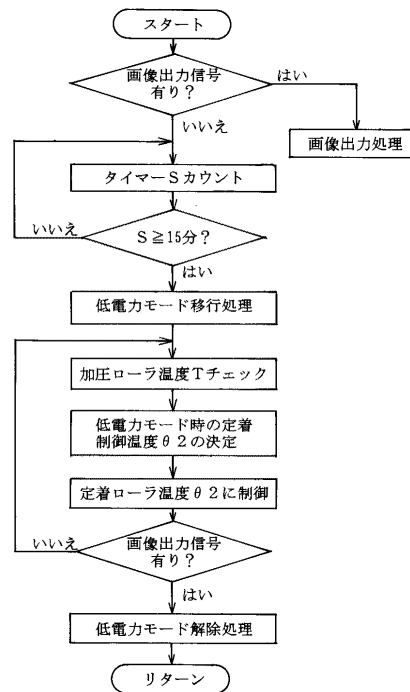 スタート
画像出力信号
有り？
はい
いいえ
画像出力処理
タイマーＳカウント
いいえ
Ｓ≧15分？
はい
低電力モード移行処理
加圧ローラ温度Ｔチェック
低電力モード時の定着
制御温度θ２の決定
定着ローラ温度θ２に制御
いいえ
画像出力信号
有り？
はい
低電力モード解除処理
リターン